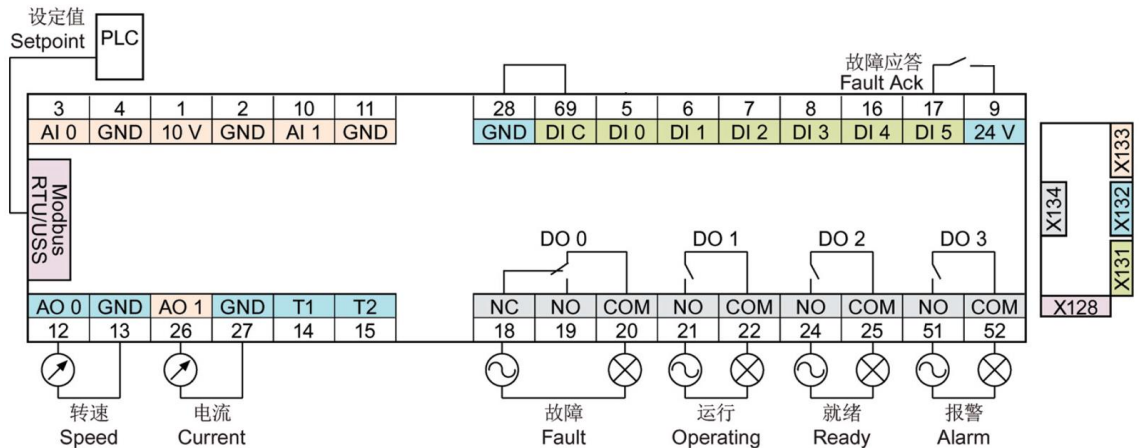 设定值
Setpoint
PLC
故障应答
Fault Ack
3 4 1 2 10 11 28 69 5 6 7 8 16 17 9
AI 0 GND 10 V GND AI 1 GND GND DI C DI 0 DI 1 DI 2 DI 3 DI 4 DI 5 24 V
Modbus
RTU/USS
X133
X134
X132
X131
X128
DO 0 DO 1 DO 2 DO 3
AO 0 GND AO 1 GND T1 T2 NC NO COM NO COM NO COM NO COM
12 13 26 27 14 15 18 19 20 21 22 24 25 51 52
转速 电流 故障 运行 就绪 报警
Speed Current Fault Operating Ready Alarm